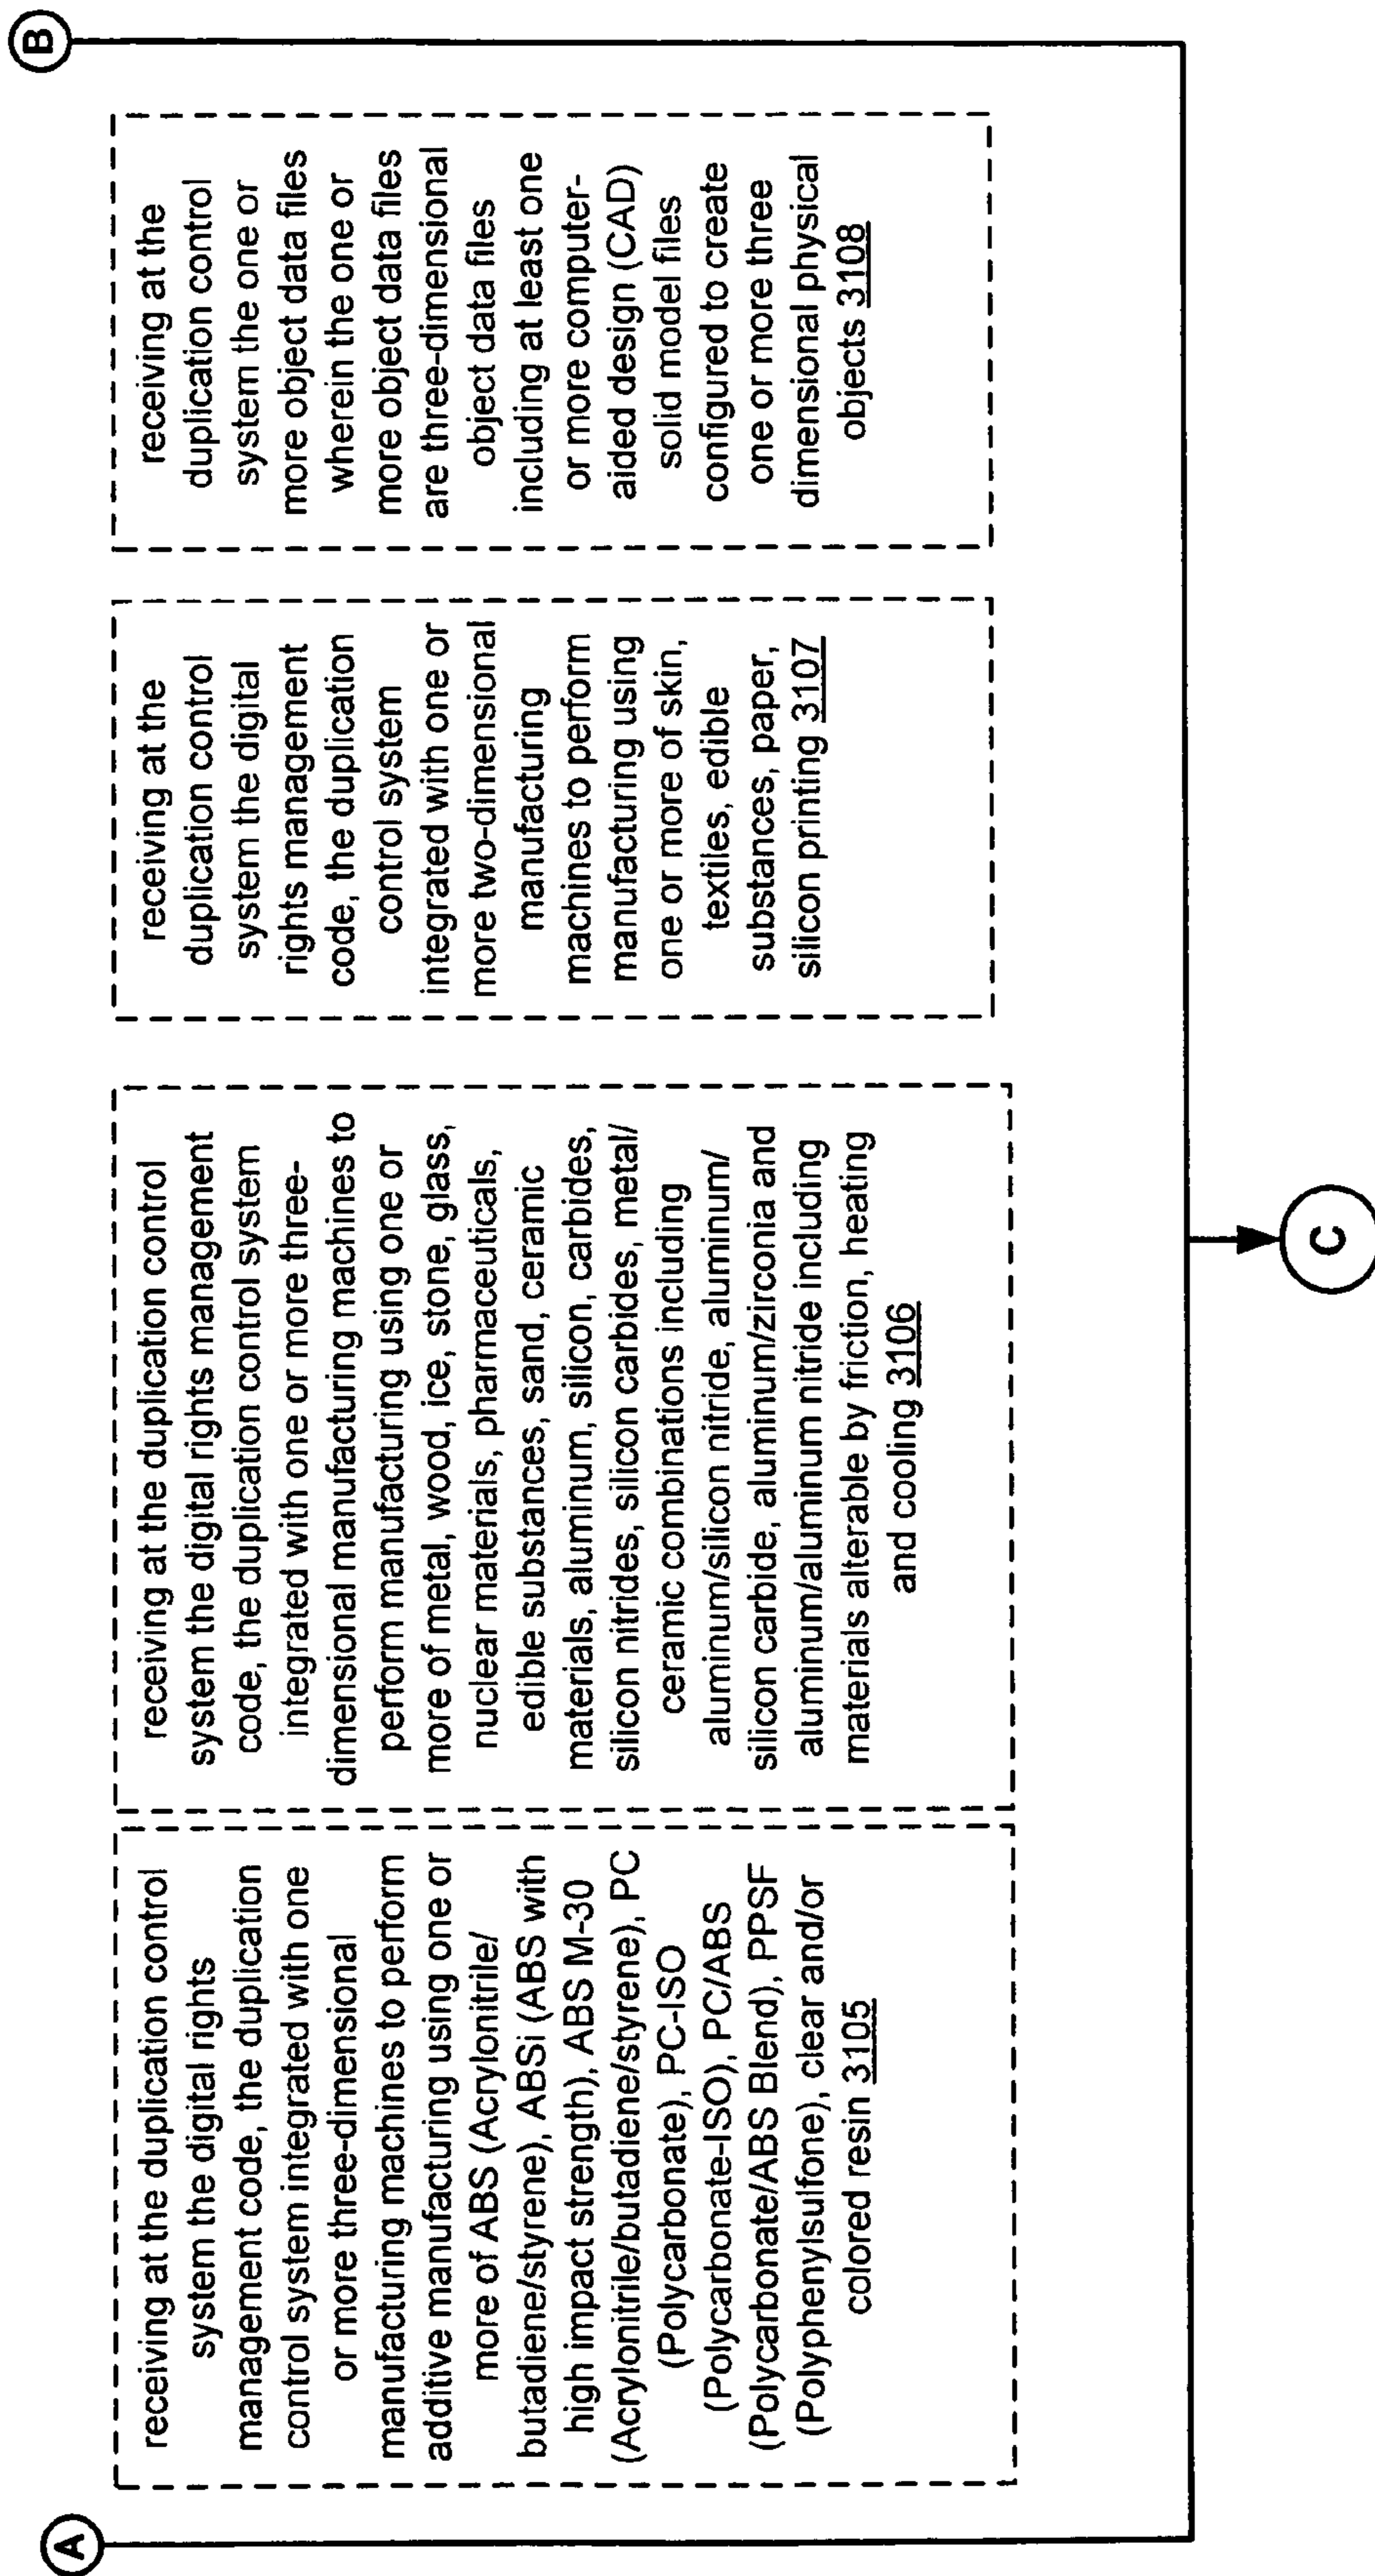 A
B
receiving at the duplication control
system the digital rights
management code, the duplication
control system integrated with one
or more three-dimensional
manufacturing machines to perform
additive manufacturing using one or
more of ABS (Acrylonitrile/
butadiene/styrene), ABSi (ABS with
high impact strength), ABS M-30
(Acrylonitrile/butadiene/styrene), PC
(Polycarbonate), PC-ISO
(Polycarbonate-ISO), PC/ABS
(Polycarbonate/ABS Blend), PPSF
(Polyphenylsulfone), clear and/or
colored resin 3105
receiving at the duplication control
system the digital rights management
code, the duplication control system
integrated with one or more three-
dimensional manufacturing machines to
perform manufacturing using one or
more of metal, wood, ice, stone, glass,
nuclear materials, pharmaceuticals,
edible substances, sand, ceramic
materials, aluminum, silicon, carbides,
silicon nitrides, silicon carbides, metal/
ceramic combinations including
aluminum/silicon nitride, aluminum/
silicon carbide, aluminum/zirconia and
aluminum/aluminum nitride including
materials alterable by friction, heating
and cooling 3106
receiving at the
duplication control
system the digital
rights management
code, the duplication
control system
integrated with one or
more two-dimensional
manufacturing
machines to perform
manufacturing using
one or more of skin,
textiles, edible
substances, paper,
silicon printing 3107
receiving at the
duplication control
system the one or
more object data files
wherein the one or
more object data files
are three-dimensional
object data files
including at least one
or more computer-
aided design (CAD)
solid model files
configured to create
one or more three
dimensional physical
objects 3108
C